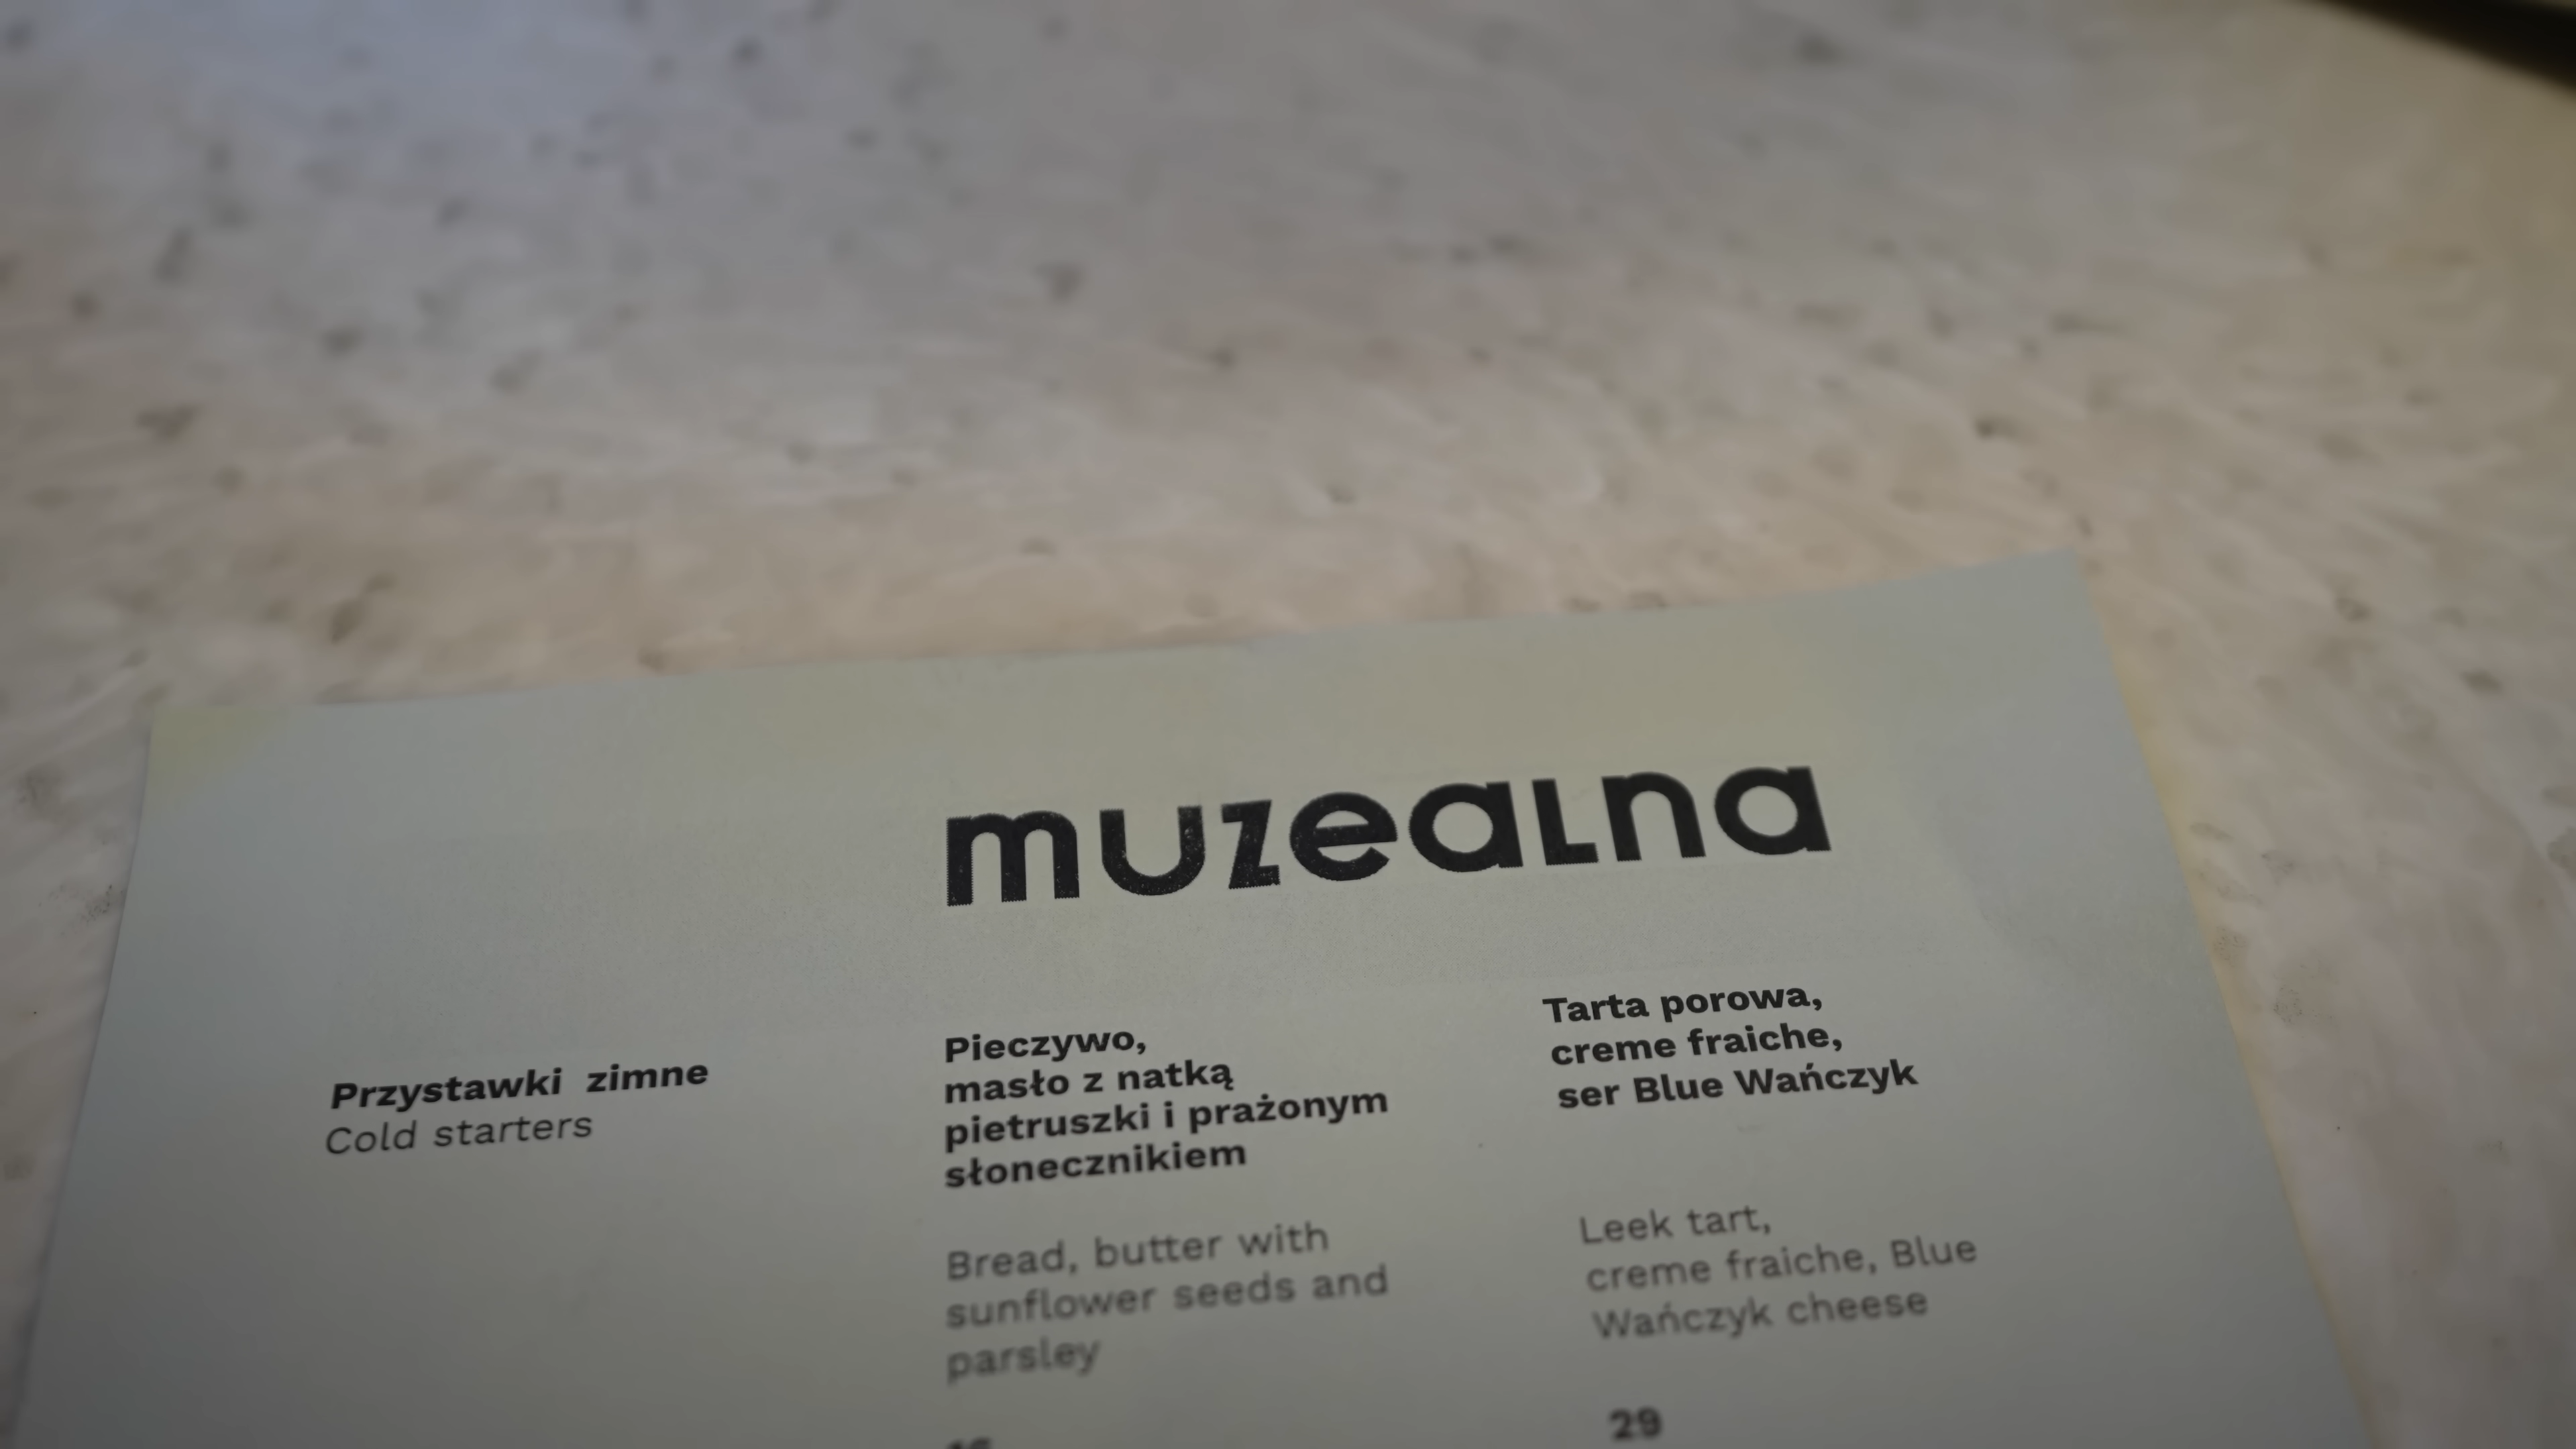 muzealna
Przystawki zimne
Cold starters
Pieczywo,
masło z natką
pietruszki i prażonym
słonecznikiem
Bread, butter with
sunflower seeds and
parsley
Tarta porowa,
creme fraiche,
ser Blue Wańczyk
Leek tart,
creme fraiche, Blue
Wańczyk cheese
29